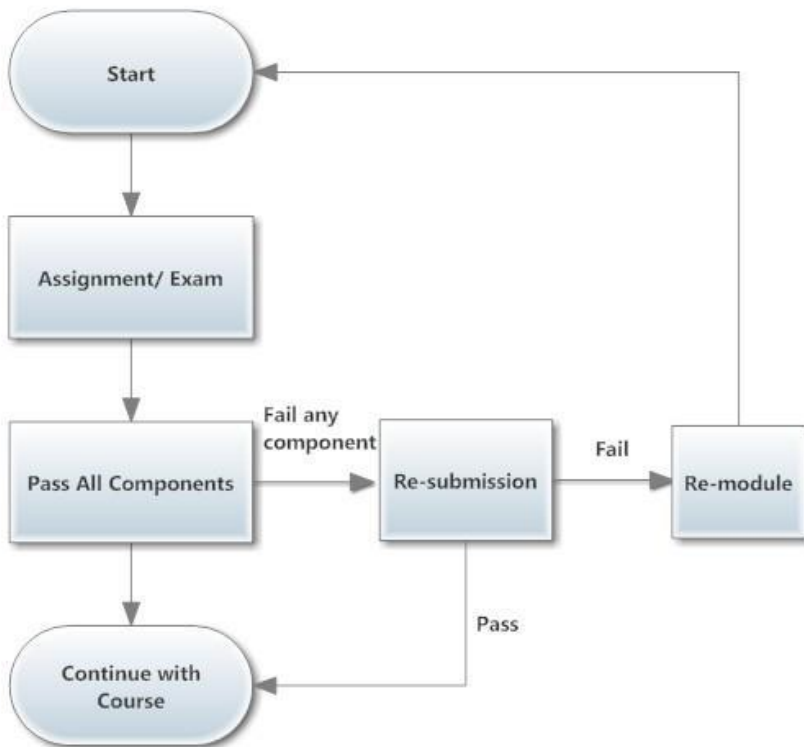 Start
Assignment/ Exam
Fail any
component
Pass All Components
Re-submission
Fail
Re-module
Pass
Continue with
Course